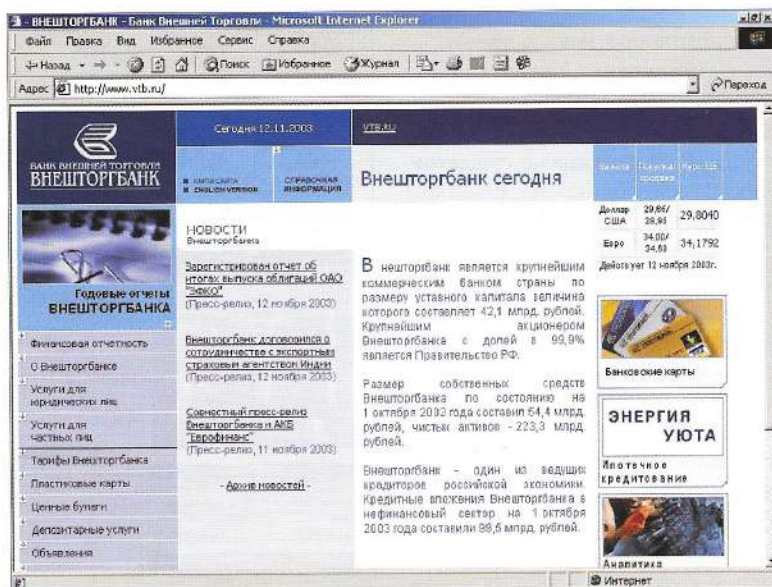 - ВНЕШТОРГБАНК - Банк Внешней Торговли - Microsoft Internet Explorer
Файл Правка Вид Избранное Сервис Справка
Назад Поиск Избранное Журнал
Адрес http://www.vtb.ru/ Переход
БАНК ВНЕШНЕЙ ТОРГОВЛИ
ВНЕШТОРГБАНК
Сегодня 12.11.2003
VTB.RU
КАРТА САЙТА
ENGLISH VERSION
СПРАВОЧНАЯ
ИНФОРМАЦИЯ
Годовые отчеты
ВНЕШТОРГБАНКА
Финансовая отчетность
О Внешторгбанке
Услуги для
юридических лиц
Услуги для
частных лиц
Тарифы Внешторгбанка
Пластиковые карты
Ценные бумаги
Депозитарные услуги
Объявления
НОВОСТИ
Внешторгбанка
Зарегистрирован отчет об
итогах выпуска облигаций ОАО
"ЭФКО"
(Пресс-релиз, 12 ноября 2003)
Внешторгбанк договорился о
сотрудничестве с экспортным
страховым агентством Индии
(Пресс-релиз, 12 ноября 2003)
Совместный пресс-релиз
Внешторгбанка и АКБ
"Еврофинанс"
(Пресс-релиз, 11 ноября 2003)
- Архив новостей -
Внешторгбанк сегодня
Внешторгбанк является крупнейшим
коммерческим банком страны по
размеру уставного капитала величина
которого составляет 42,1 млрд. рублей.
Крупнейшим акционером
Внешторгбанка с долей в 99,9%
является Правительство РФ.
Размер собственных средств
Внешторгбанка по состоянию на
1 октября 2003 года составил 54,4 млрд.
рублей, чистых активов - 223,3 млрд.
рублей.
Внешторгбанк - один из ведущих
кредиторов российской экономики.
Кредитные вложения Внешторгбанка в
нефинансовый сектор на 1 октября
2003 года составили 98,5 млрд. рублей.
Валюта Покупка/
продажа Курс ЦБ
Доллар
США 29,65/
29,95 29,8040
Евро 34,00/
34,53 34,1792
Действует 12 ноября 2003г.
Банковские карты
ЭНЕРГИЯ
УЮТА
Ипотечное
кредитование
Аналитика
Интернет